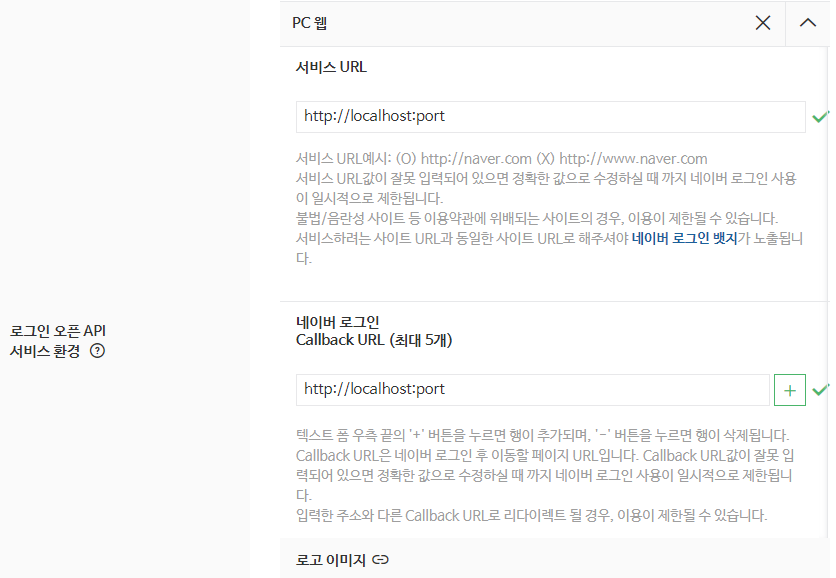 PC 웹
서비스 URL
http://localhost:port
서비스 URL예시: (O) http://naver.com (X) http://www.naver.com
서비스 URL값이 잘못 입력되어 있으면 정확한 값으로 수정하실 때 까지 네이버 로그인 사용
이 일시적으로 제한됩니다.
불법/음란성 사이트 등 이용약관에 위배되는 사이트의 경우, 이용이 제한될 수 있습니다.
서비스하려는 사이트 URL과 동일한 사이트 URL로 해주셔야 네이버 로그인 뱃지가 노출됩니
다.
로그인 오픈 API
서비스 환경 ?
네이버 로그인
Callback URL (최대 5개)
http://localhost:port
+
텍스트 폼 우측 끝의 '+' 버튼을 누르면 행이 추가되며, '-' 버튼을 누르면 행이 삭제됩니다.
Callback URL은 네이버 로그인 후 이동할 페이지 URL입니다. Callback URL값이 잘못 입
력되어 있으면 정확한 값으로 수정하실 때 까지 네이버 로그인 사용이 일시적으로 제한됩니
다.
입력한 주소와 다른 Callback URL로 리다이렉트 될 경우, 이용이 제한될 수 있습니다.
로고 이미지